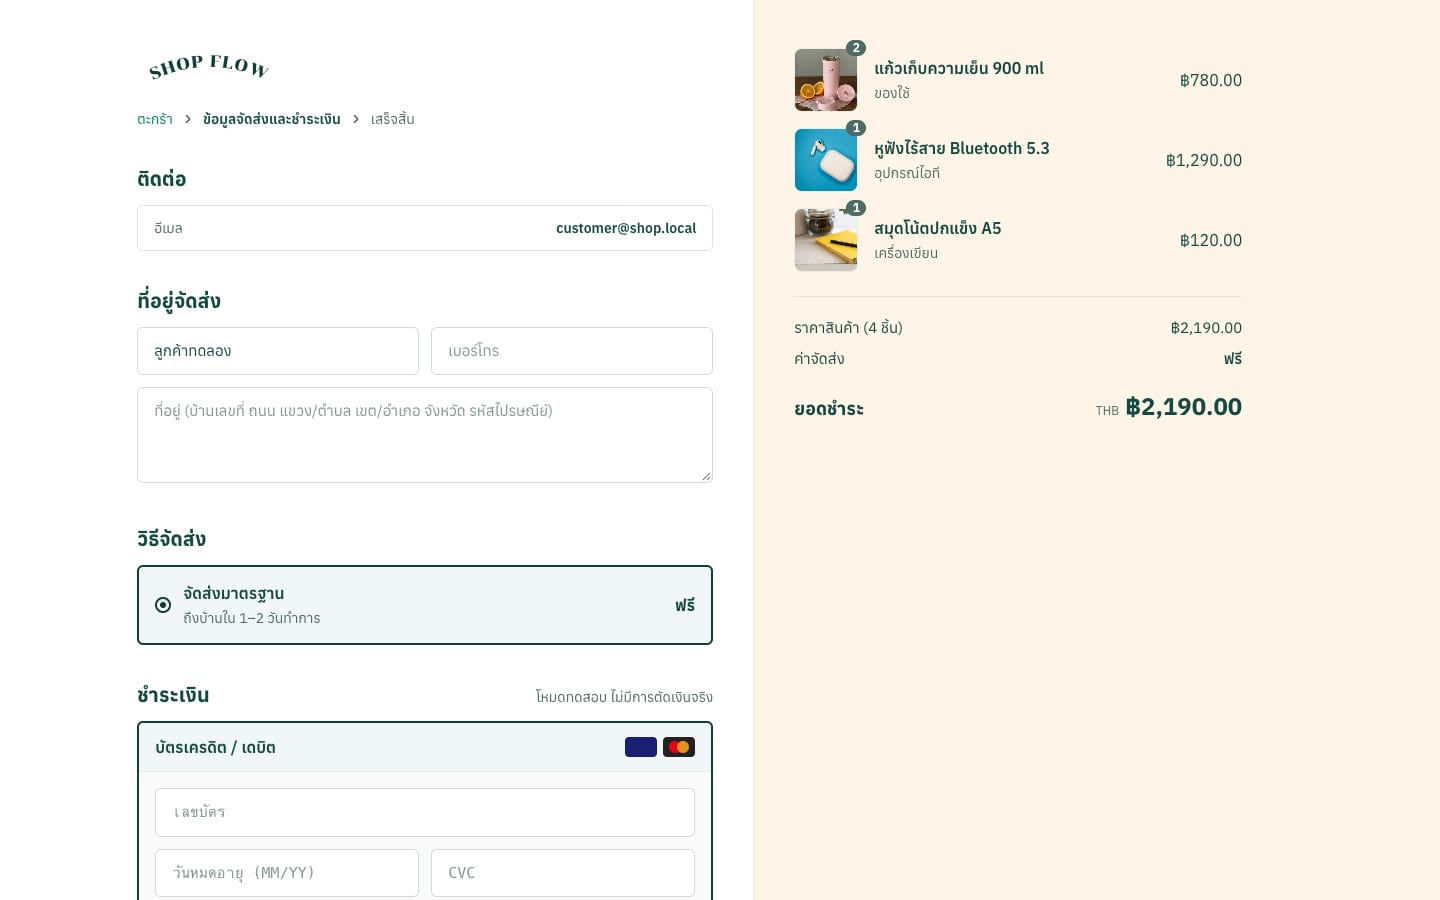 SHOP FLOW
ตะกร้า > ข้อมูลจัดส่งและชำระเงิน > เสร็จสิ้น
ติดต่อ
อีเมล customer@shop.local
ที่อยู่จัดส่ง
ลูกค้าทดลอง เบอร์โทร
ที่อยู่ (บ้านเลขที่ ถนน แขวง/ตำบล เขต/อำเภอ จังหวัด รหัสไปรษณีย์)
วิธีจัดส่ง
จัดส่งมาตรฐาน ฟรี
ถึงบ้านใน 1–2 วันทำการ
ชำระเงิน โหมดทดสอบ ไม่มีการตัดเงินจริง
บัตรเครดิต / เดบิต
เลขบัตร
วันหมดอายุ (MM/YY) CVC
2
แก้วเก็บความเย็น 900 ml ฿780.00
ของใช้
1
หูฟังไร้สาย Bluetooth 5.3 ฿1,290.00
อุปกรณ์ไอที
1
สมุดโน้ตปกแข็ง A5 ฿120.00
เครื่องเขียน
ราคาสินค้า (4 ชิ้น) ฿2,190.00
ค่าจัดส่ง ฟรี
ยอดชำระ THB ฿2,190.00